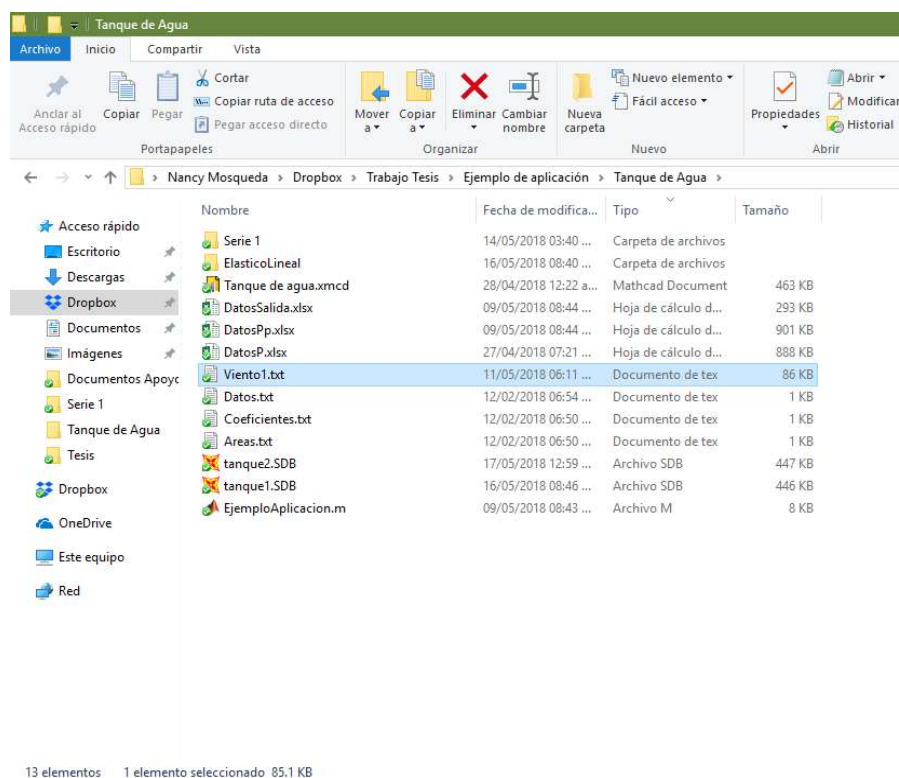 Tanque de Agua
Archivo Inicio Compartir Vista
Anclar al Acceso rápido
Copiar
Pegar
Cortar
Copiar ruta de acceso
Pegar acceso directo
Mover a
Copiar a
Eliminar
Cambiar nombre
Nueva carpeta
Nuevo elemento
Fácil acceso
Propiedades
Abrir
Modificar
Historial
Portapapeles Organizar Nuevo Abrir
Nancy Mosqueda › Dropbox › Trabajo Tesis › Ejemplo de aplicación › Tanque de Agua ›
Acceso rápido
Escritorio
Descargas
Dropbox
Documentos
Imágenes
Documentos Apoyo
Serie 1
Tanque de Agua
Tesis
Dropbox
OneDrive
Este equipo
Red
Nombre Fecha de modifica... Tipo Tamaño
Serie 1 14/05/2018 03:40 ... Carpeta de archivos
ElasticoLineal 16/05/2018 08:40 ... Carpeta de archivos
Tanque de agua.xmcd 28/04/2018 12:22 a... Mathcad Document 463 KB
DatosSalida.xlsx 09/05/2018 08:44 ... Hoja de cálculo d... 293 KB
DatosPp.xlsx 09/05/2018 08:44 ... Hoja de cálculo d... 901 KB
DatosP.xlsx 27/04/2018 07:21 ... Hoja de cálculo d... 888 KB
Viento1.txt 11/05/2018 06:11 ... Documento de tex 86 KB
Datos.txt 12/02/2018 06:54 ... Documento de tex 1 KB
Coeficientes.txt 12/02/2018 06:50 ... Documento de tex 1 KB
Areas.txt 12/02/2018 06:50 ... Documento de tex 1 KB
tanque2.SDB 17/05/2018 12:59 ... Archivo SDB 447 KB
tanque1.SDB 16/05/2018 08:46 ... Archivo SDB 446 KB
EjemploAplicacion.m 09/05/2018 08:43 ... Archivo M 8 KB
13 elementos 1 elemento seleccionado 85.1 KB